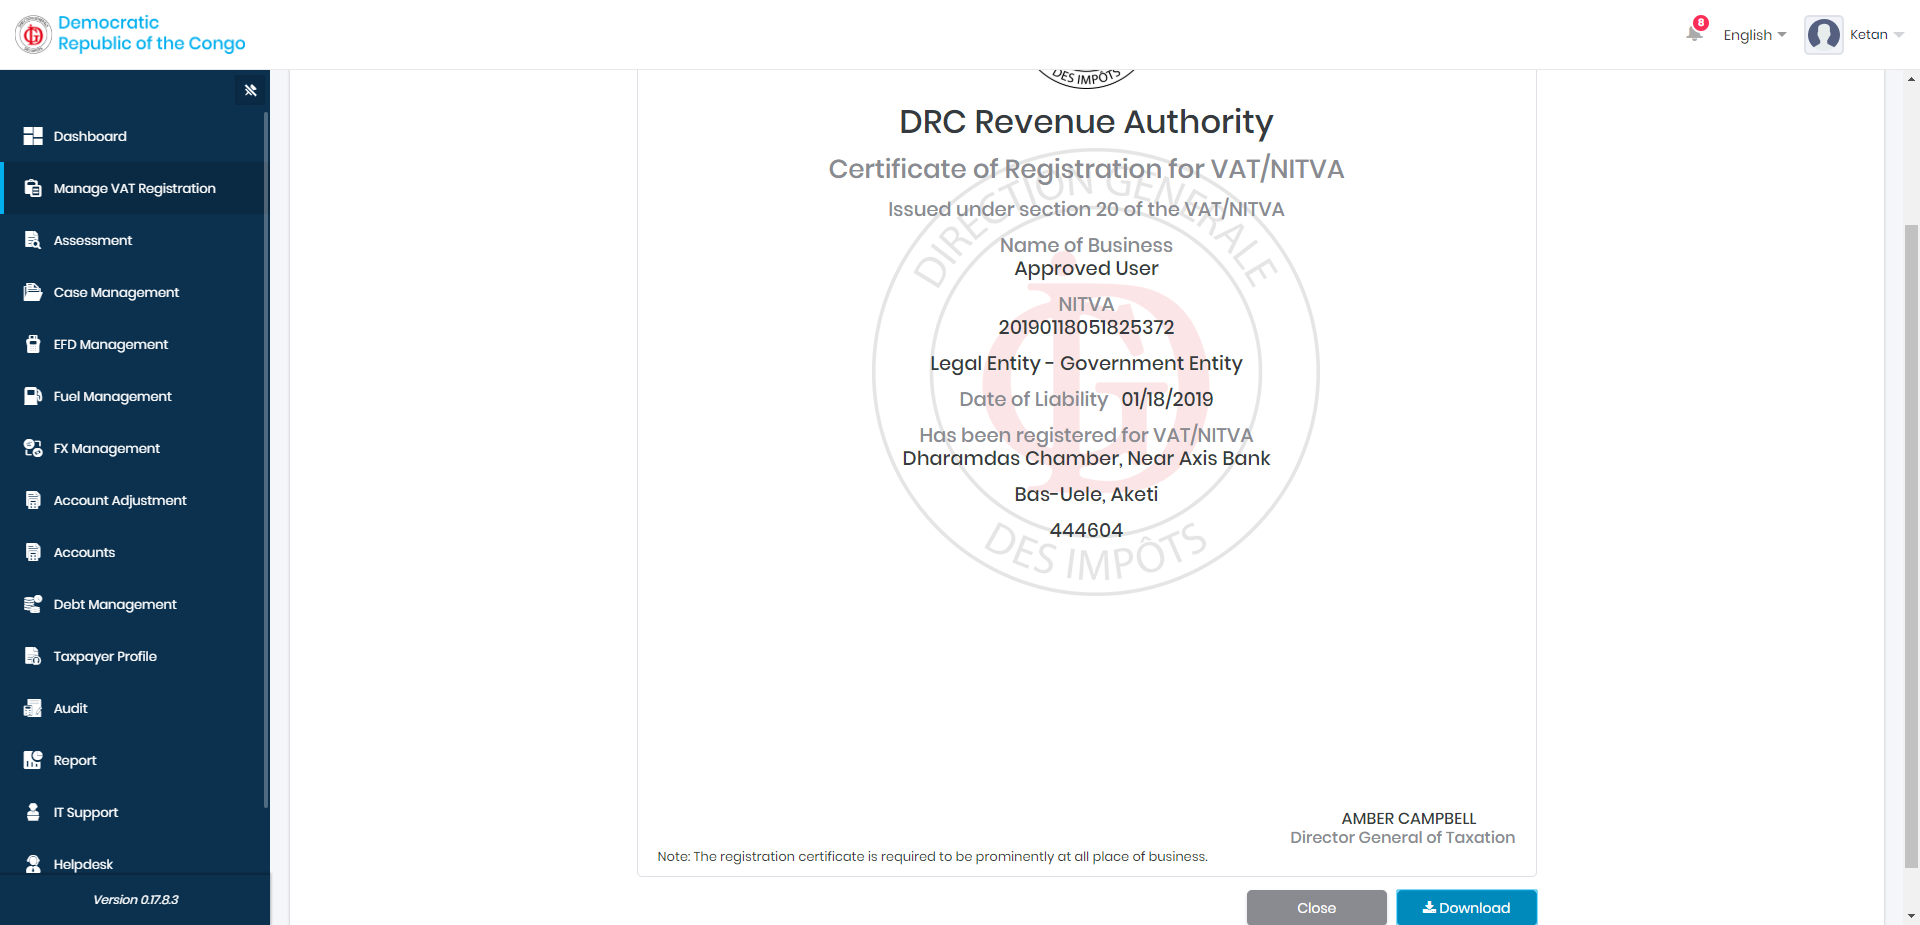 Democratic
Republic of the Congo
8
English
Ketan
Dashboard
Manage VAT Registration
Assessment
Case Management
EFD Management
Fuel Management
FX Management
Account Adjustment
Accounts
Debt Management
Taxpayer Profile
Audit
Report
IT Support
Helpdesk
Version 0.17.8.3
DES IMPÔTS
DRC Revenue Authority
Certificate of Registration for VAT/NITVA
Issued under section 20 of the VAT/NITVA
Name of Business
Approved User
NITVA
20190118051825372
Legal Entity - Government Entity
Date of Liability 01/18/2019
Has been registered for VAT/NITVA
Dharamdas Chamber, Near Axis Bank
Bas-Uele, Aketi
444604
DIRECTION GENERALE
DES IMPÔTS
AMBER CAMPBELL
Director General of Taxation
Note: The registration certificate is required to be prominently at all place of business.
Close
Download